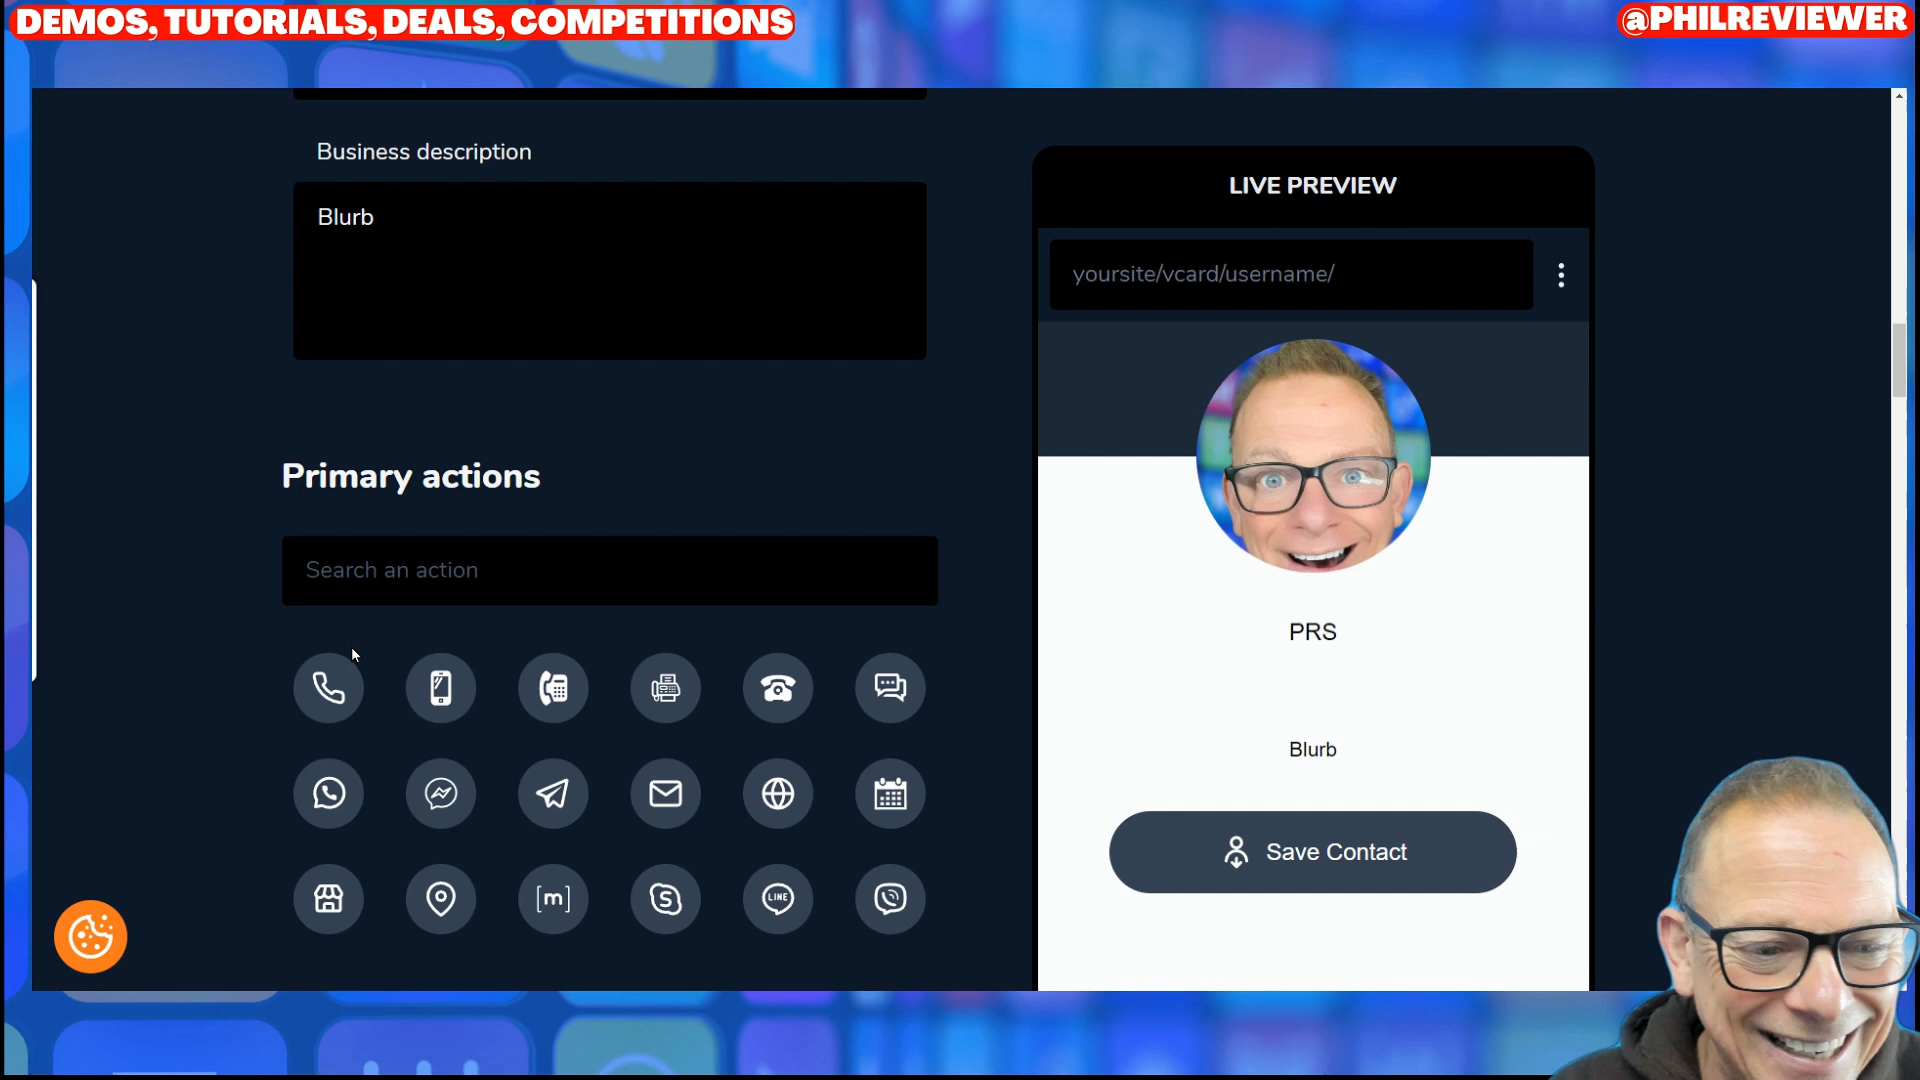 DEMOS, TUTORIALS, DEALS, COMPETITIONS
@PHILREVIEWER
Business description
Blurb
Primary actions
Search an action
[m]
S
LINE
LIVE PREVIEW
yoursite/vcard/username/
PRS
Blurb
Save Contact